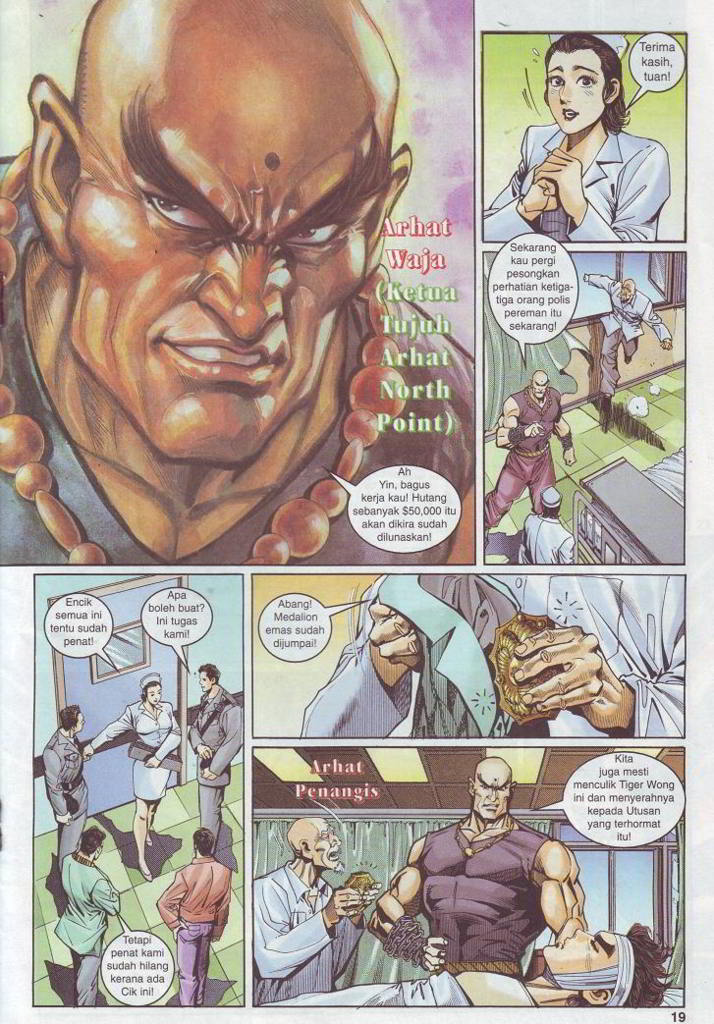 Arhat
Waja
(Ketua
Tujuh
Arhat
North
Point)
Ah
Yin, bagus
kerja kau! Hutang
sebanyak $50,000 itu
akan dikira sudah
dilunaskan!
Terima
kasih,
tuan!
Sekarang
kau pergi
pesongkan
perhatian ketiga-
tiga orang polis
pereman itu
sekarang!
Encik
semua ini
tentu sudah
penat!
Apa
boleh buat?
Ini tugas
kami!
Tetapi
penat kami
sudah hilang
kerana ada
Cik ini!
Abang!
Medalion
emas sudah
dijumpai!
Arhat
Penangis
Kita
juga mesti
menculik Tiger Wong
ini dan menyerahnya
kepada Utusan
yang terhormat
itu!
19